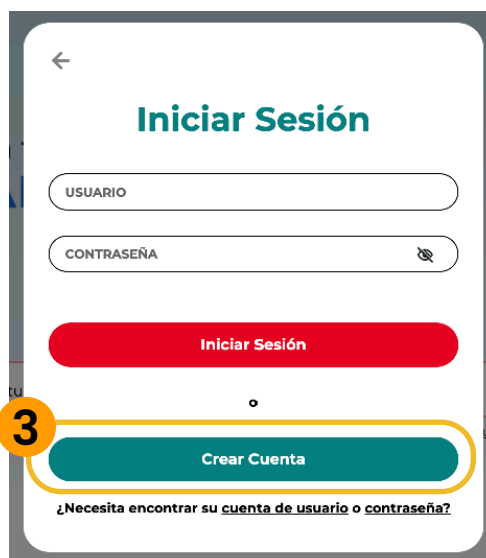 Iniciar Sesión
USUARIO
CONTRASEÑA
Iniciar Sesión
o
3
Crear Cuenta
¿Necesita encontrar su cuenta de usuario o contraseña?